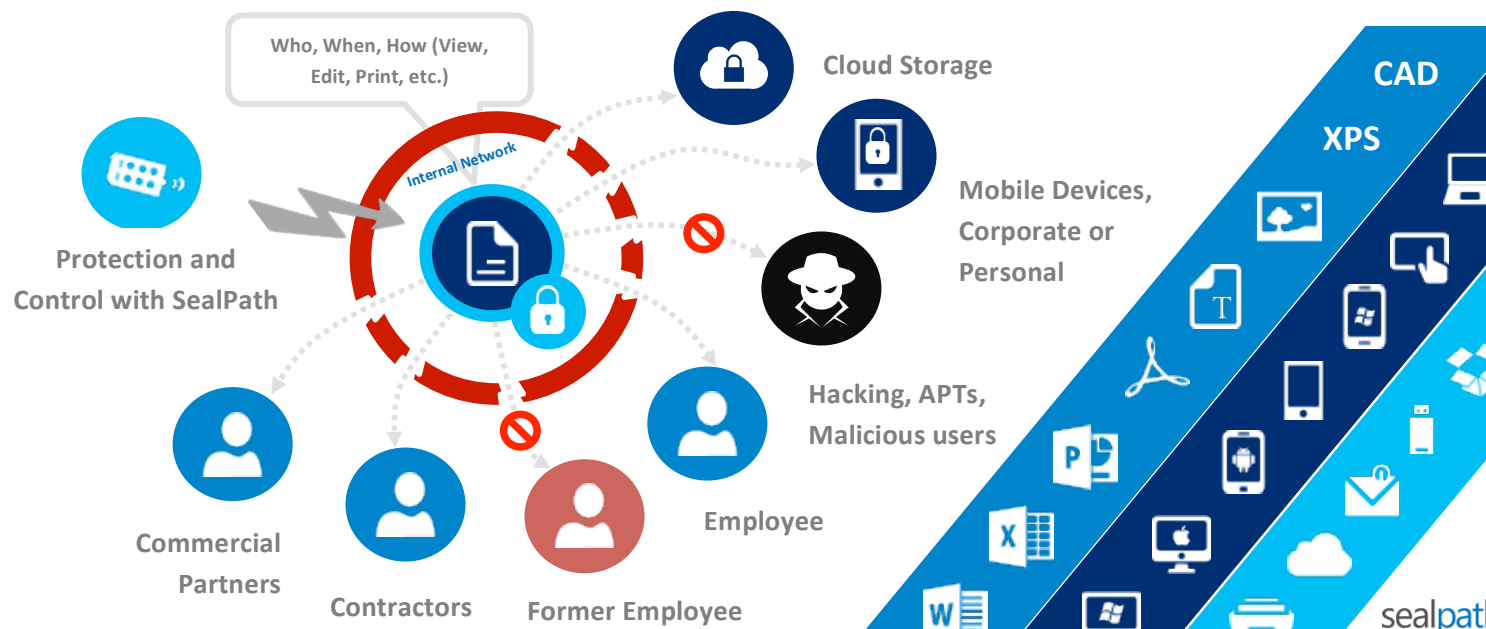 Who, When, How (View,
Edit, Print, etc.)
Internal Network
Protection and
Control with SealPath
Cloud Storage
Mobile Devices,
Corporate or
Personal
Hacking, APTs,
Malicious users
Employee
Former Employee
Contractors
Commercial
Partners
CAD
XPS
T
P
X
W
sealpath